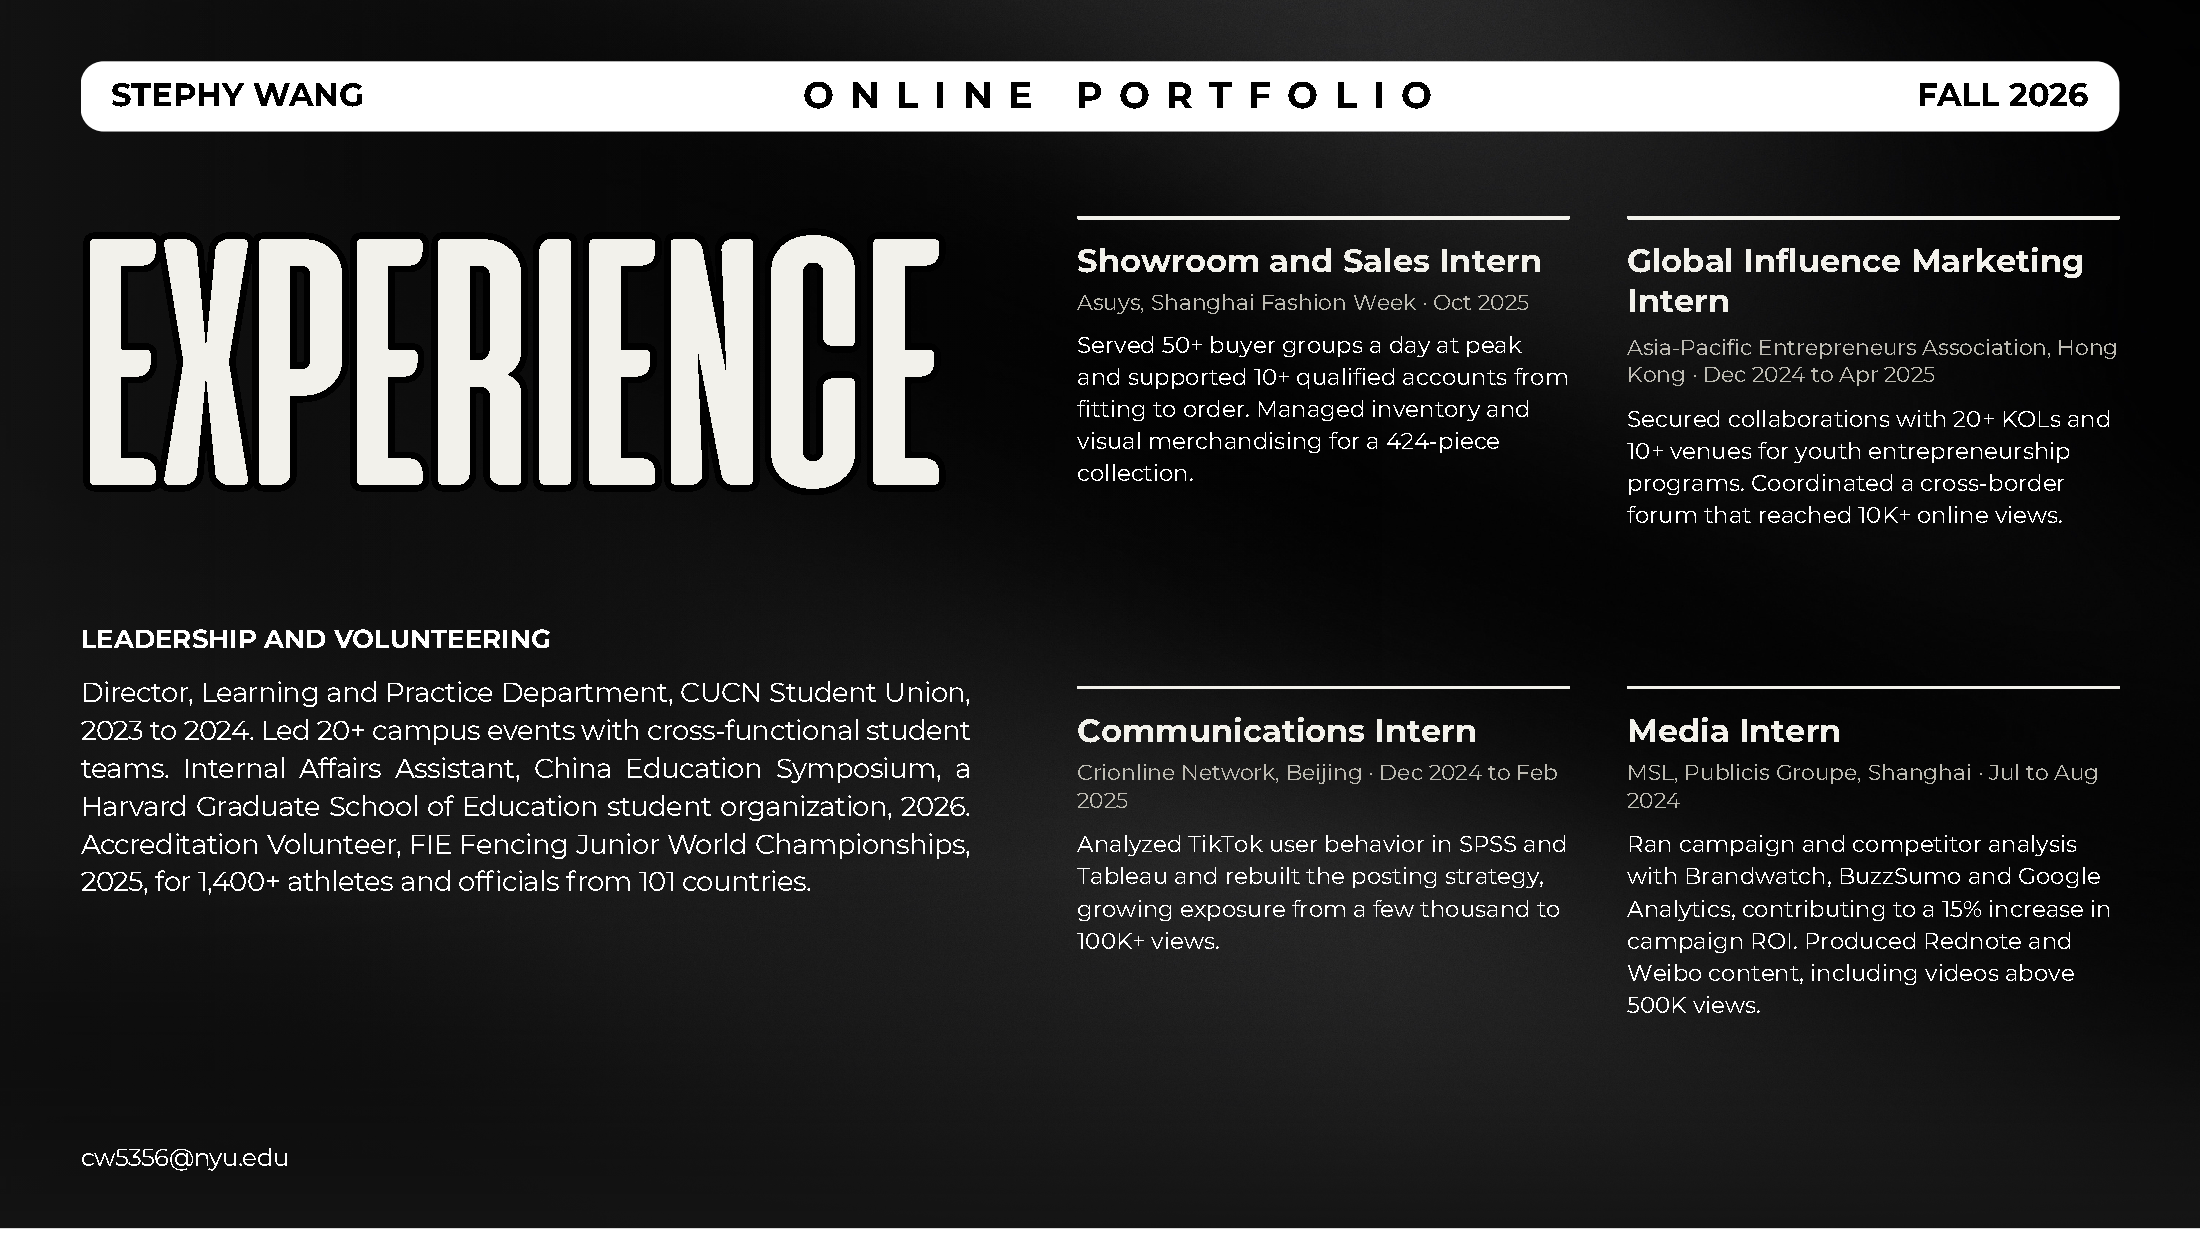 STEPHY WANG
ONLINE PORTFOLIO
FALL 2026
EXPERIENCE
LEADERSHIP AND VOLUNTEERING
Director, Learning and Practice Department, CUCN Student Union,
2023 to 2024. Led 20+ campus events with cross-functional student
teams. Internal Affairs Assistant, China Education Symposium, a
Harvard Graduate School of Education student organization, 2026.
Accreditation Volunteer, FIE Fencing Junior World Championships,
2025, for 1,400+ athletes and officials from 101 countries.
Showroom and Sales Intern
Asuys, Shanghai Fashion Week · Oct 2025
Served 50+ buyer groups a day at peak
and supported 10+ qualified accounts from
fitting to order. Managed inventory and
visual merchandising for a 424-piece
collection.
Global Influence Marketing
Intern
Asia-Pacific Entrepreneurs Association, Hong
Kong · Dec 2024 to Apr 2025
Secured collaborations with 20+ KOLs and
10+ venues for youth entrepreneurship
programs. Coordinated a cross-border
forum that reached 10K+ online views.
Communications Intern
Crionline Network, Beijing · Dec 2024 to Feb
2025
Analyzed TikTok user behavior in SPSS and
Tableau and rebuilt the posting strategy,
growing exposure from a few thousand to
100K+ views.
Media Intern
MSL, Publicis Groupe, Shanghai · Jul to Aug
2024
Ran campaign and competitor analysis
with Brandwatch, BuzzSumo and Google
Analytics, contributing to a 15% increase in
campaign ROI. Produced Rednote and
Weibo content, including videos above
500K views.
cw5356@nyu.edu